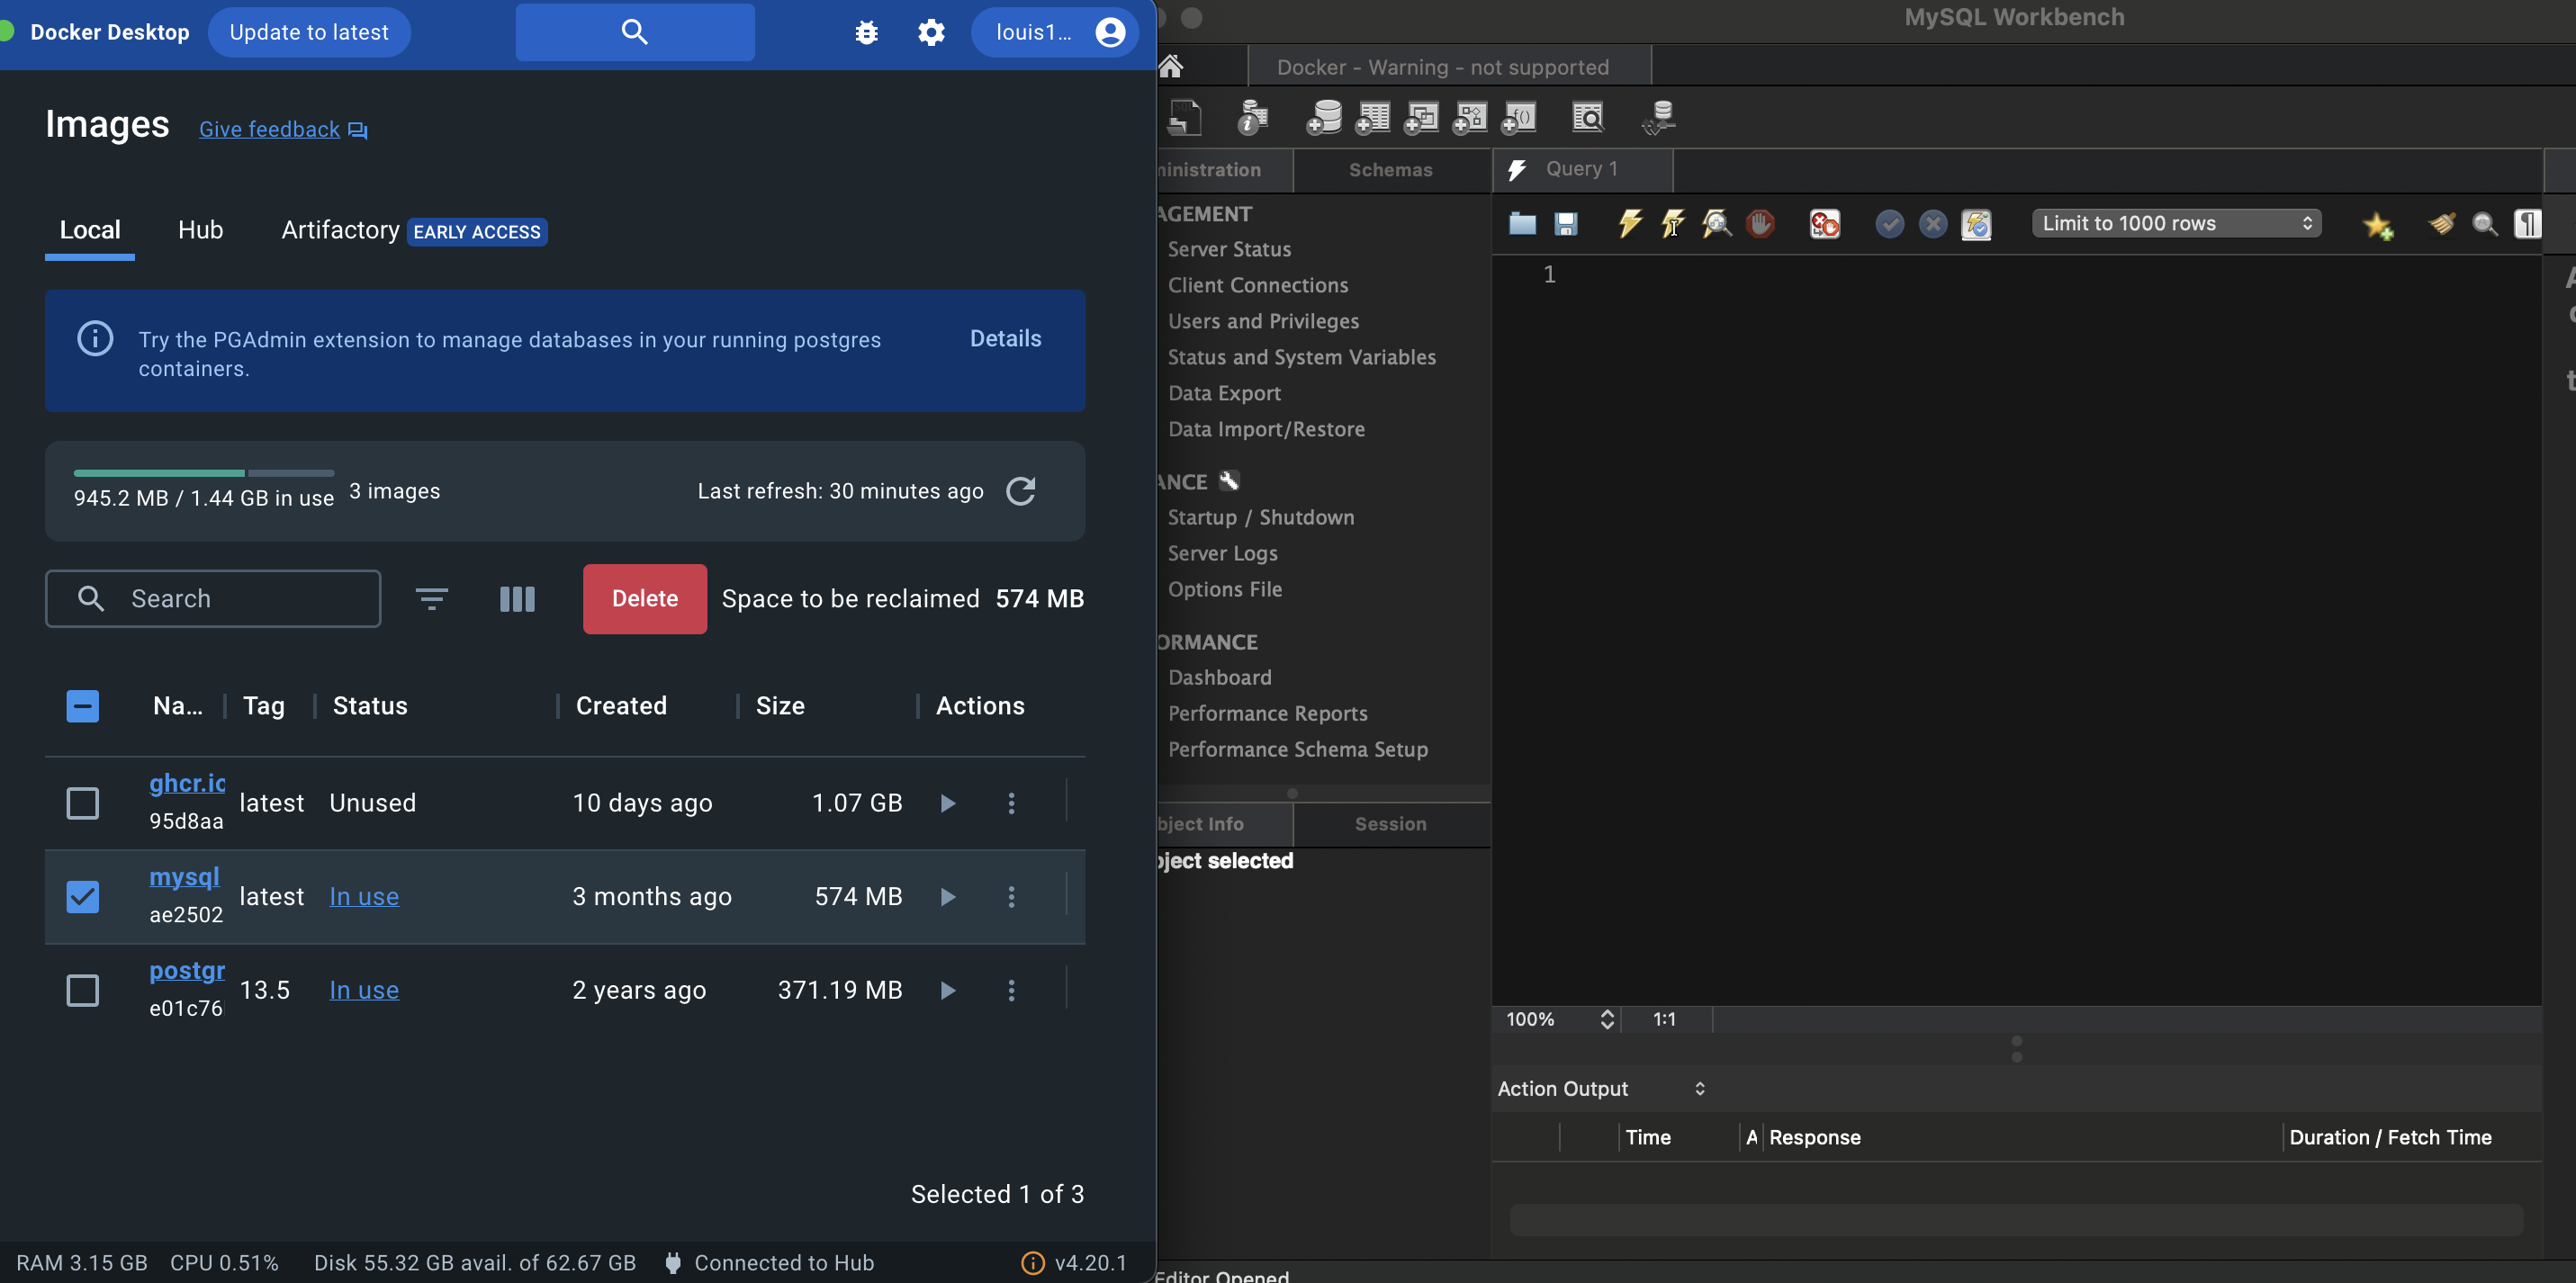 Docker Desktop
Update to latest
louis1...
Images
Give feedback
Local
Hub
Artifactory
EARLY ACCESS
Try the PGAdmin extension to manage databases in your running postgres
containers.
Details
945.2 MB / 1.44 GB in use
3 images
Last refresh: 30 minutes ago
Search
Delete
Space to be reclaimed 574 MB
Na... Tag Status Created Size Actions
ghcr.io
95d8aa
latest Unused 10 days ago 1.07 GB
mysql
ae2502
latest In use 3 months ago 574 MB
postgr
e01c76
13.5 In use 2 years ago 371.19 MB
Selected 1 of 3
RAM 3.15 GB CPU 0.51% Disk 55.32 GB avail. of 62.67 GB Connected to Hub v4.20.1
MySQL Workbench
Docker - Warning - not supported
ministration
Schemas
AGEMENT
Server Status
Client Connections
Users and Privileges
Status and System Variables
Data Export
Data Import/Restore
ANCE
Startup / Shutdown
Server Logs
Options File
ORMANCE
Dashboard
Performance Reports
Performance Schema Setup
bject Info
Session
bject selected
Query 1
Limit to 1000 rows
1
100%
1:1
Action Output
Time A Response Duration / Fetch Time
Editor Opened